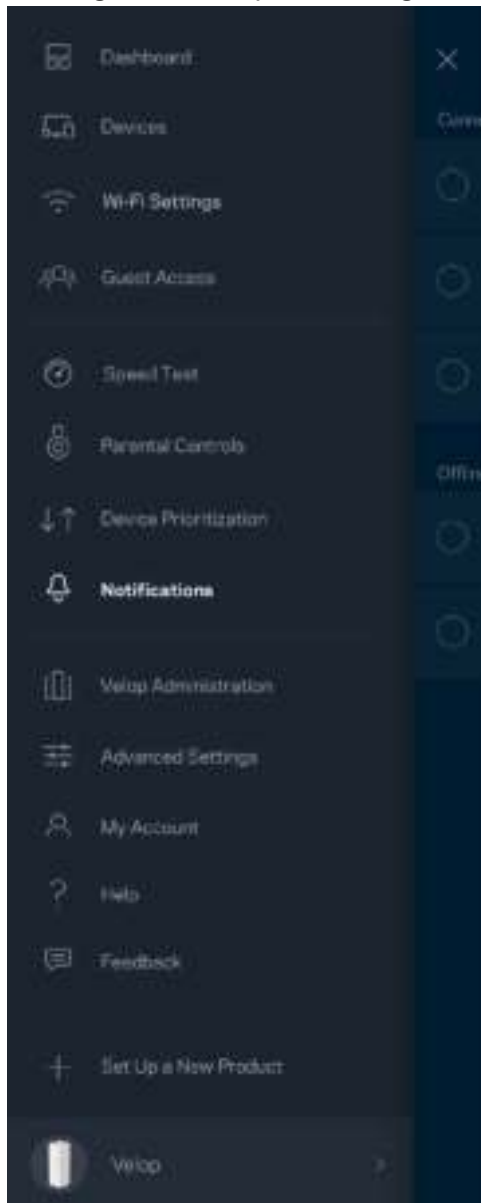 Dashboard
Devices
Wi-Fi Settings
Guest Access
Speed Test
Parental Controls
Device Prioritization
Notifications
Velop Administration
Advanced Settings
My Account
? Help
Feedback
Set Up a New Product
Velop